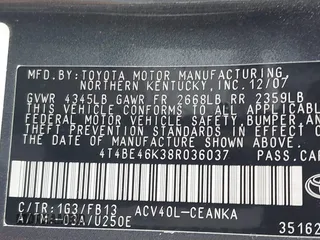 MFD.BY:TOYOTA MOTOR MANUFACTURING
NORTHERN KENTUCKY, INC. 12/07
GVWR 4345LB GAWR FR 2668LB RR 2359LB
THIS VEHICLE CONFORMS TO ALL APPLICABLE
FEDERAL MOTOR VEHICLE SAFETY, BUMPER, AN
THEFT PREVENTION STANDARDS IN EFFECT ON
THE DATE OF MANUFACTURE SHOWN ABOVE.
4T4BE46K38R036037 PASS.CAR
C/TR:1G3/FB13 ACV40L-CEANKA
A/TM:-03A/U250E 35162